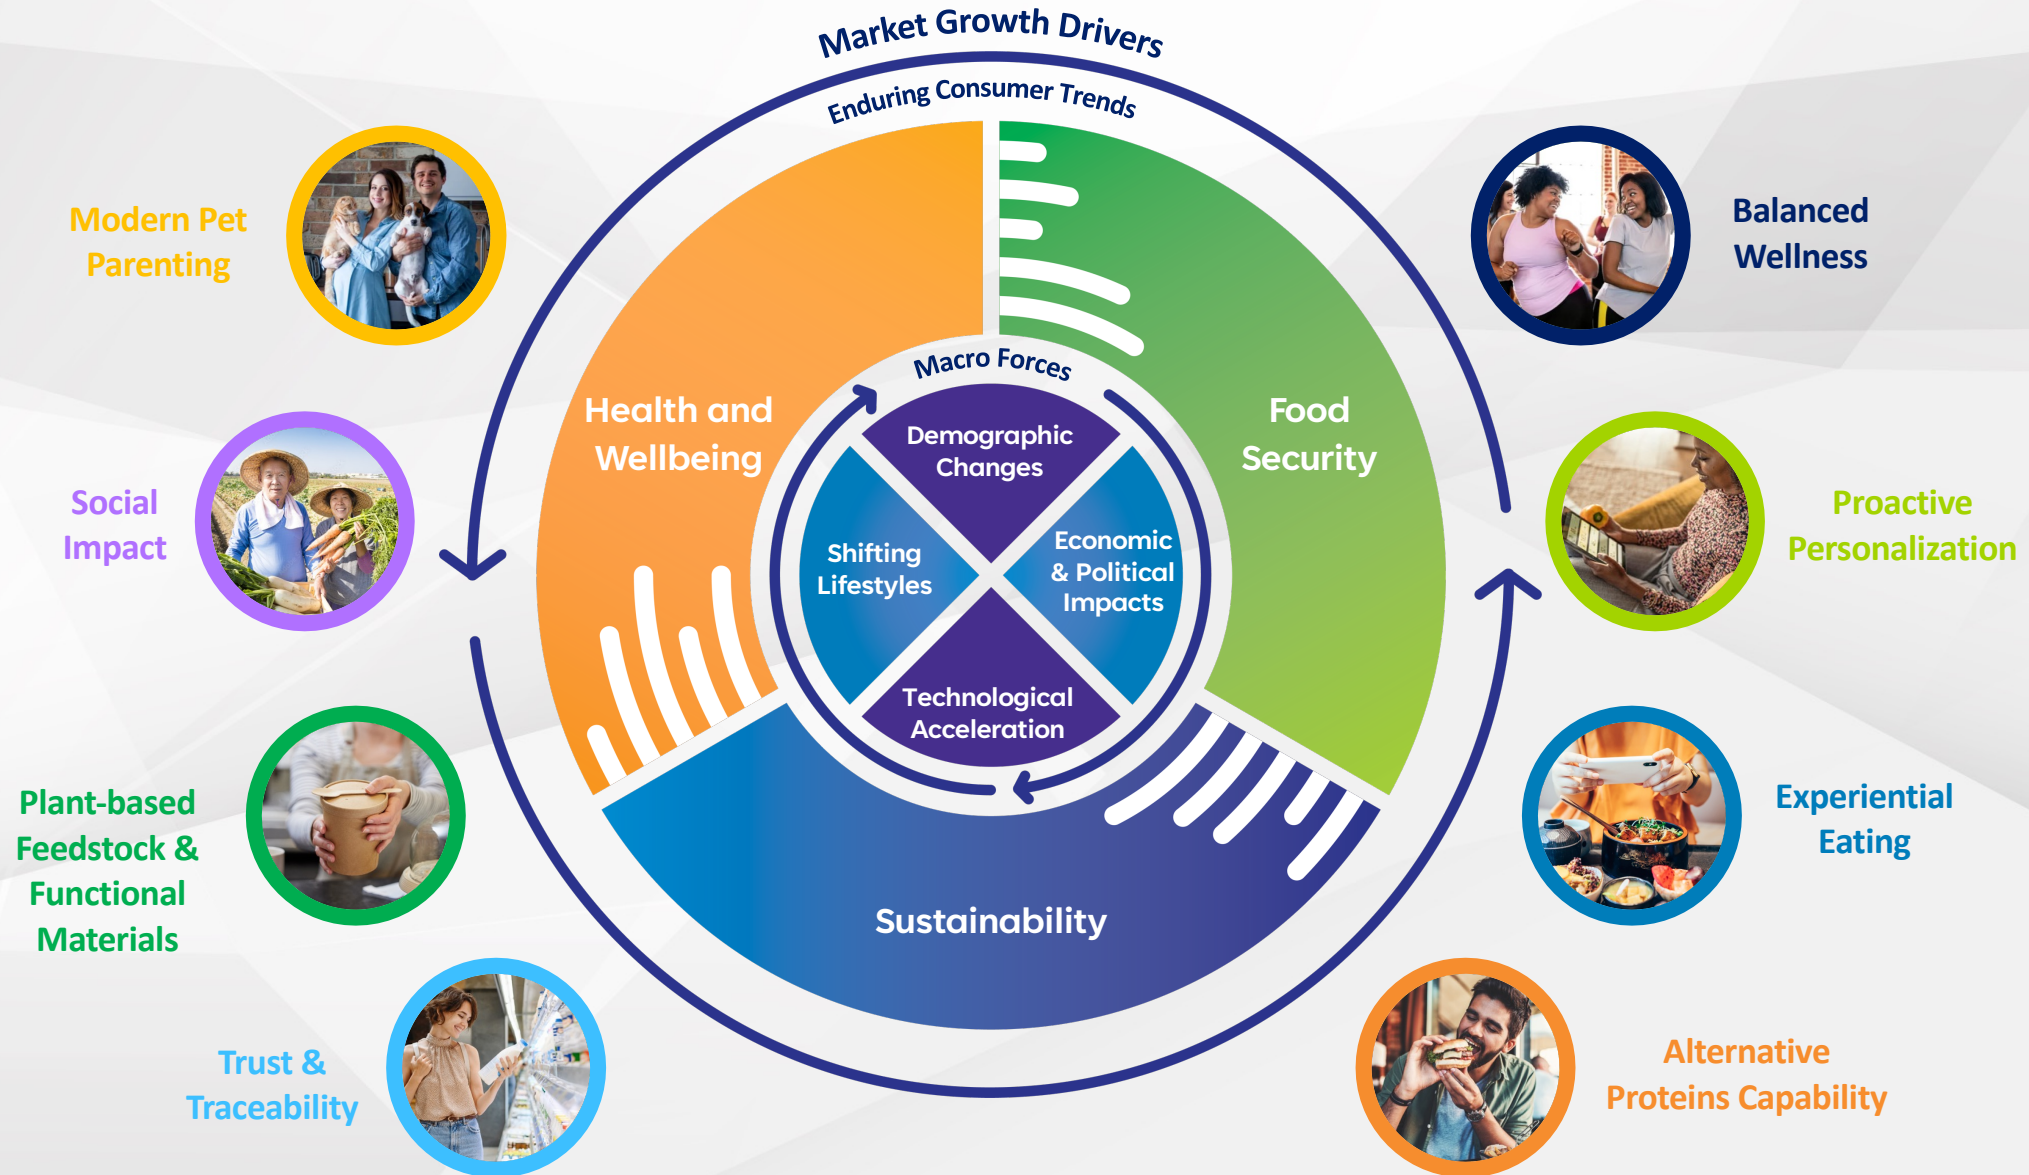 Market Growth Drivers
Enduring Consumer Trends
Modern Pet
Parenting
Social
Impact
Plant-based
Feedstock &
Functional
Materials
Trust &
Traceability
Health and
Wellbeing
Food
Security
Sustainability
Macro Forces
Demographic
Changes
Shifting
Lifestyles
Economic
& Political
Impacts
Technological
Acceleration
Balanced
Wellness
Proactive
Personalization
Experiential
Eating
Alternative
Proteins Capability